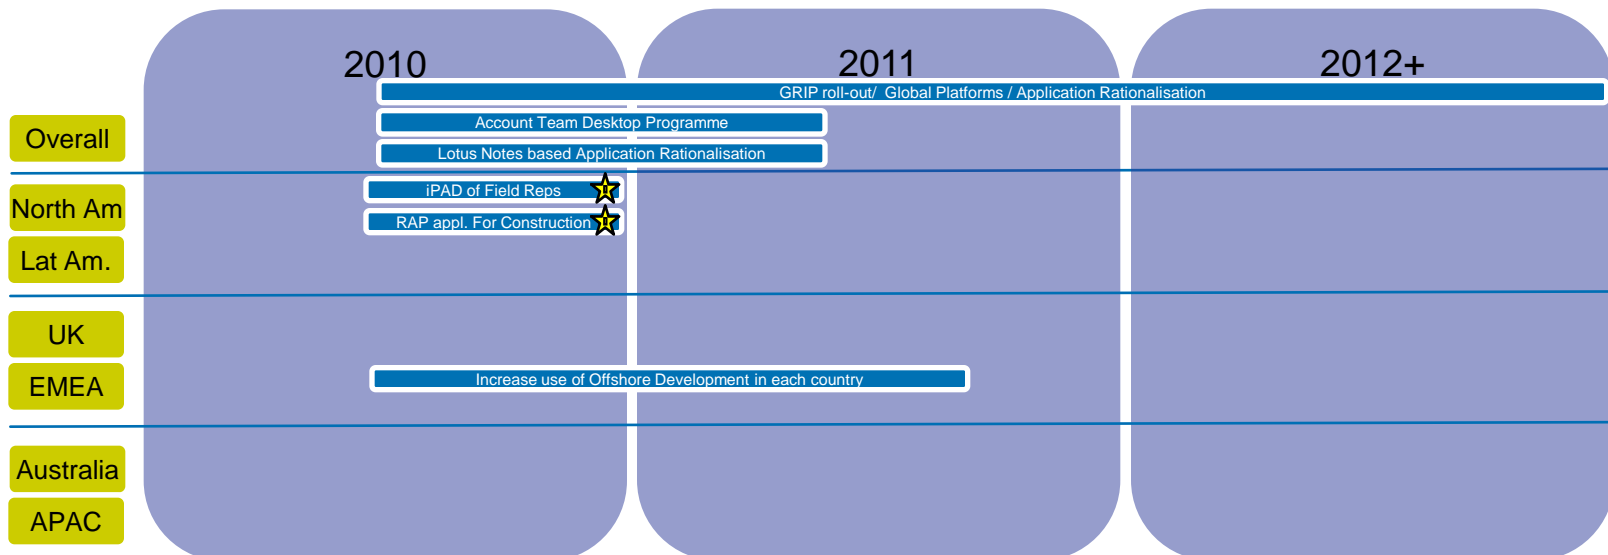 2010
2011
2012+
GRIP roll-out/ Global Platforms / Application Rationalisation
Overall
Account Team Desktop Programme
Lotus Notes based Application Rationalisation
North Am
iPAD of Field Reps
RAP appl. For Construction
Lat Am.
UK
EMEA
Increase use of Offshore Development in each country
Australia
APAC